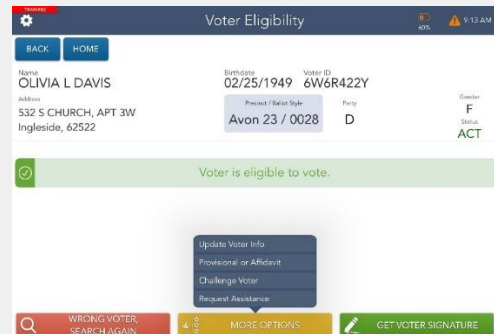 TRAINING
Voter Eligibility
60%
9:13 AM
BACK HOME
Name
OLIVIA L DAVIS
Birthdate
02/25/1949
Voter ID
6W6R422Y
Address
532 S CHURCH, APT 3W
Ingleside, 62522
Precinct / Ballot Style
Avon 23 / 0028
Party
D
Gender
F
Status
ACT
Voter is eligible to vote.
Update Voter Info
Provisional or Affidavit
Challenge Voter
Request Assistance
WRONG VOTER,
SEARCH AGAIN
4
MORE OPTIONS
GET VOTER SIGNATURE